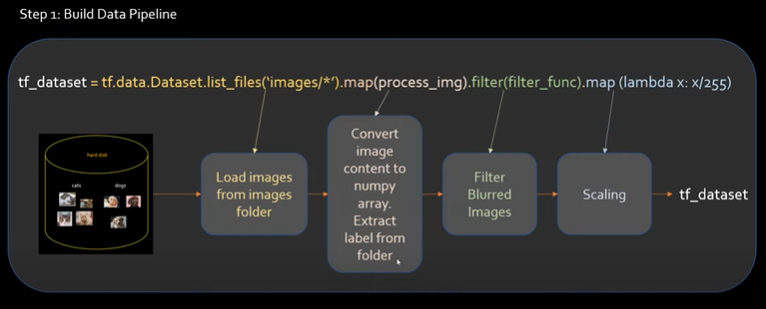 Step 1: Build Data Pipeline
tf_dataset = tf.data.Dataset.list_files('images/*').map(process_img).filter(filter_func).map (lambda x: x/255)
hard disk
cats dogs
Load images
from images
folder
Convert
image
content to
numpy
array.
Extract
label from
folder
Filter
Blurred
Images
Scaling
tf_dataset